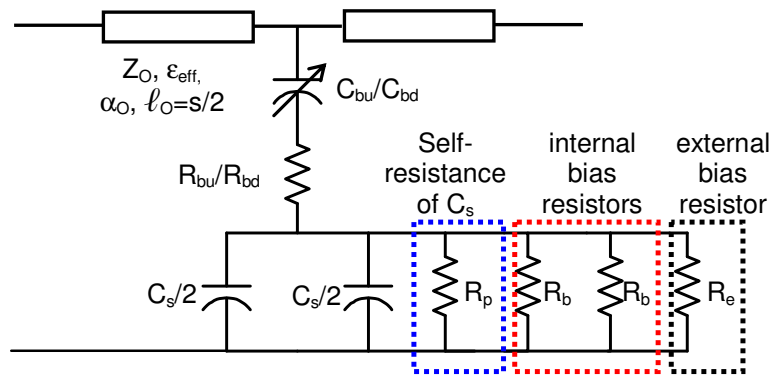 Z_O, ε_eff,
α_O, ℓ_O=s/2
C_bu/C_bd
R_bu/R_bd
Self-
resistance
of C_s
internal
bias
resistors
external
bias
resistor
C_s/2
C_s/2
R_p
R_b
R_b
R_e